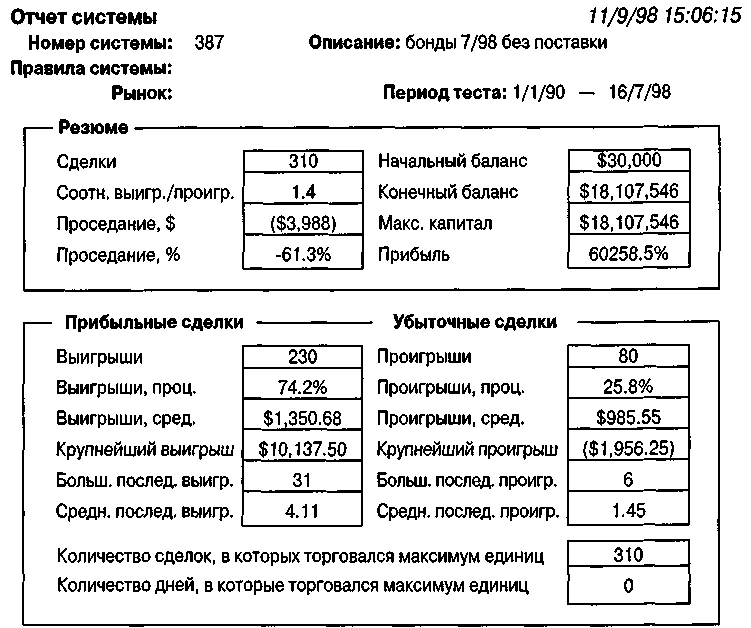 Отчет системы 11/9/98 15:06:15
Номер системы: 387 Описание: бонды 7/98 без поставки
Правила системы:
Рынок: Период теста: 1/1/90 — 16/7/98
Резюме
Сделки 310 Начальный баланс $30,000
Соотн. выигр./проигр. 1.4 Конечный баланс $18,107,546
Проседание, $ ($3,988) Макс. капитал $18,107,546
Проседание, % -61.3% Прибыль 60258.5%
Прибыльные сделки Убыточные сделки
Выигрыши 230 Проигрыши 80
Выигрыши, проц. 74.2% Проигрыши, проц. 25.8%
Выигрыши, сред. $1,350.68 Проигрыши, сред. $985.55
Крупнейший выигрыш $10,137.50 Крупнейший проигрыш ($1,956.25)
Больш. послед. выигр. 31 Больш. послед. проигр. 6
Средн. послед. выигр. 4.11 Средн. послед. проигр. 1.45
Количество сделок, в которых торговался максимум единиц 310
Количество дней, в которые торговался максимум единиц 0